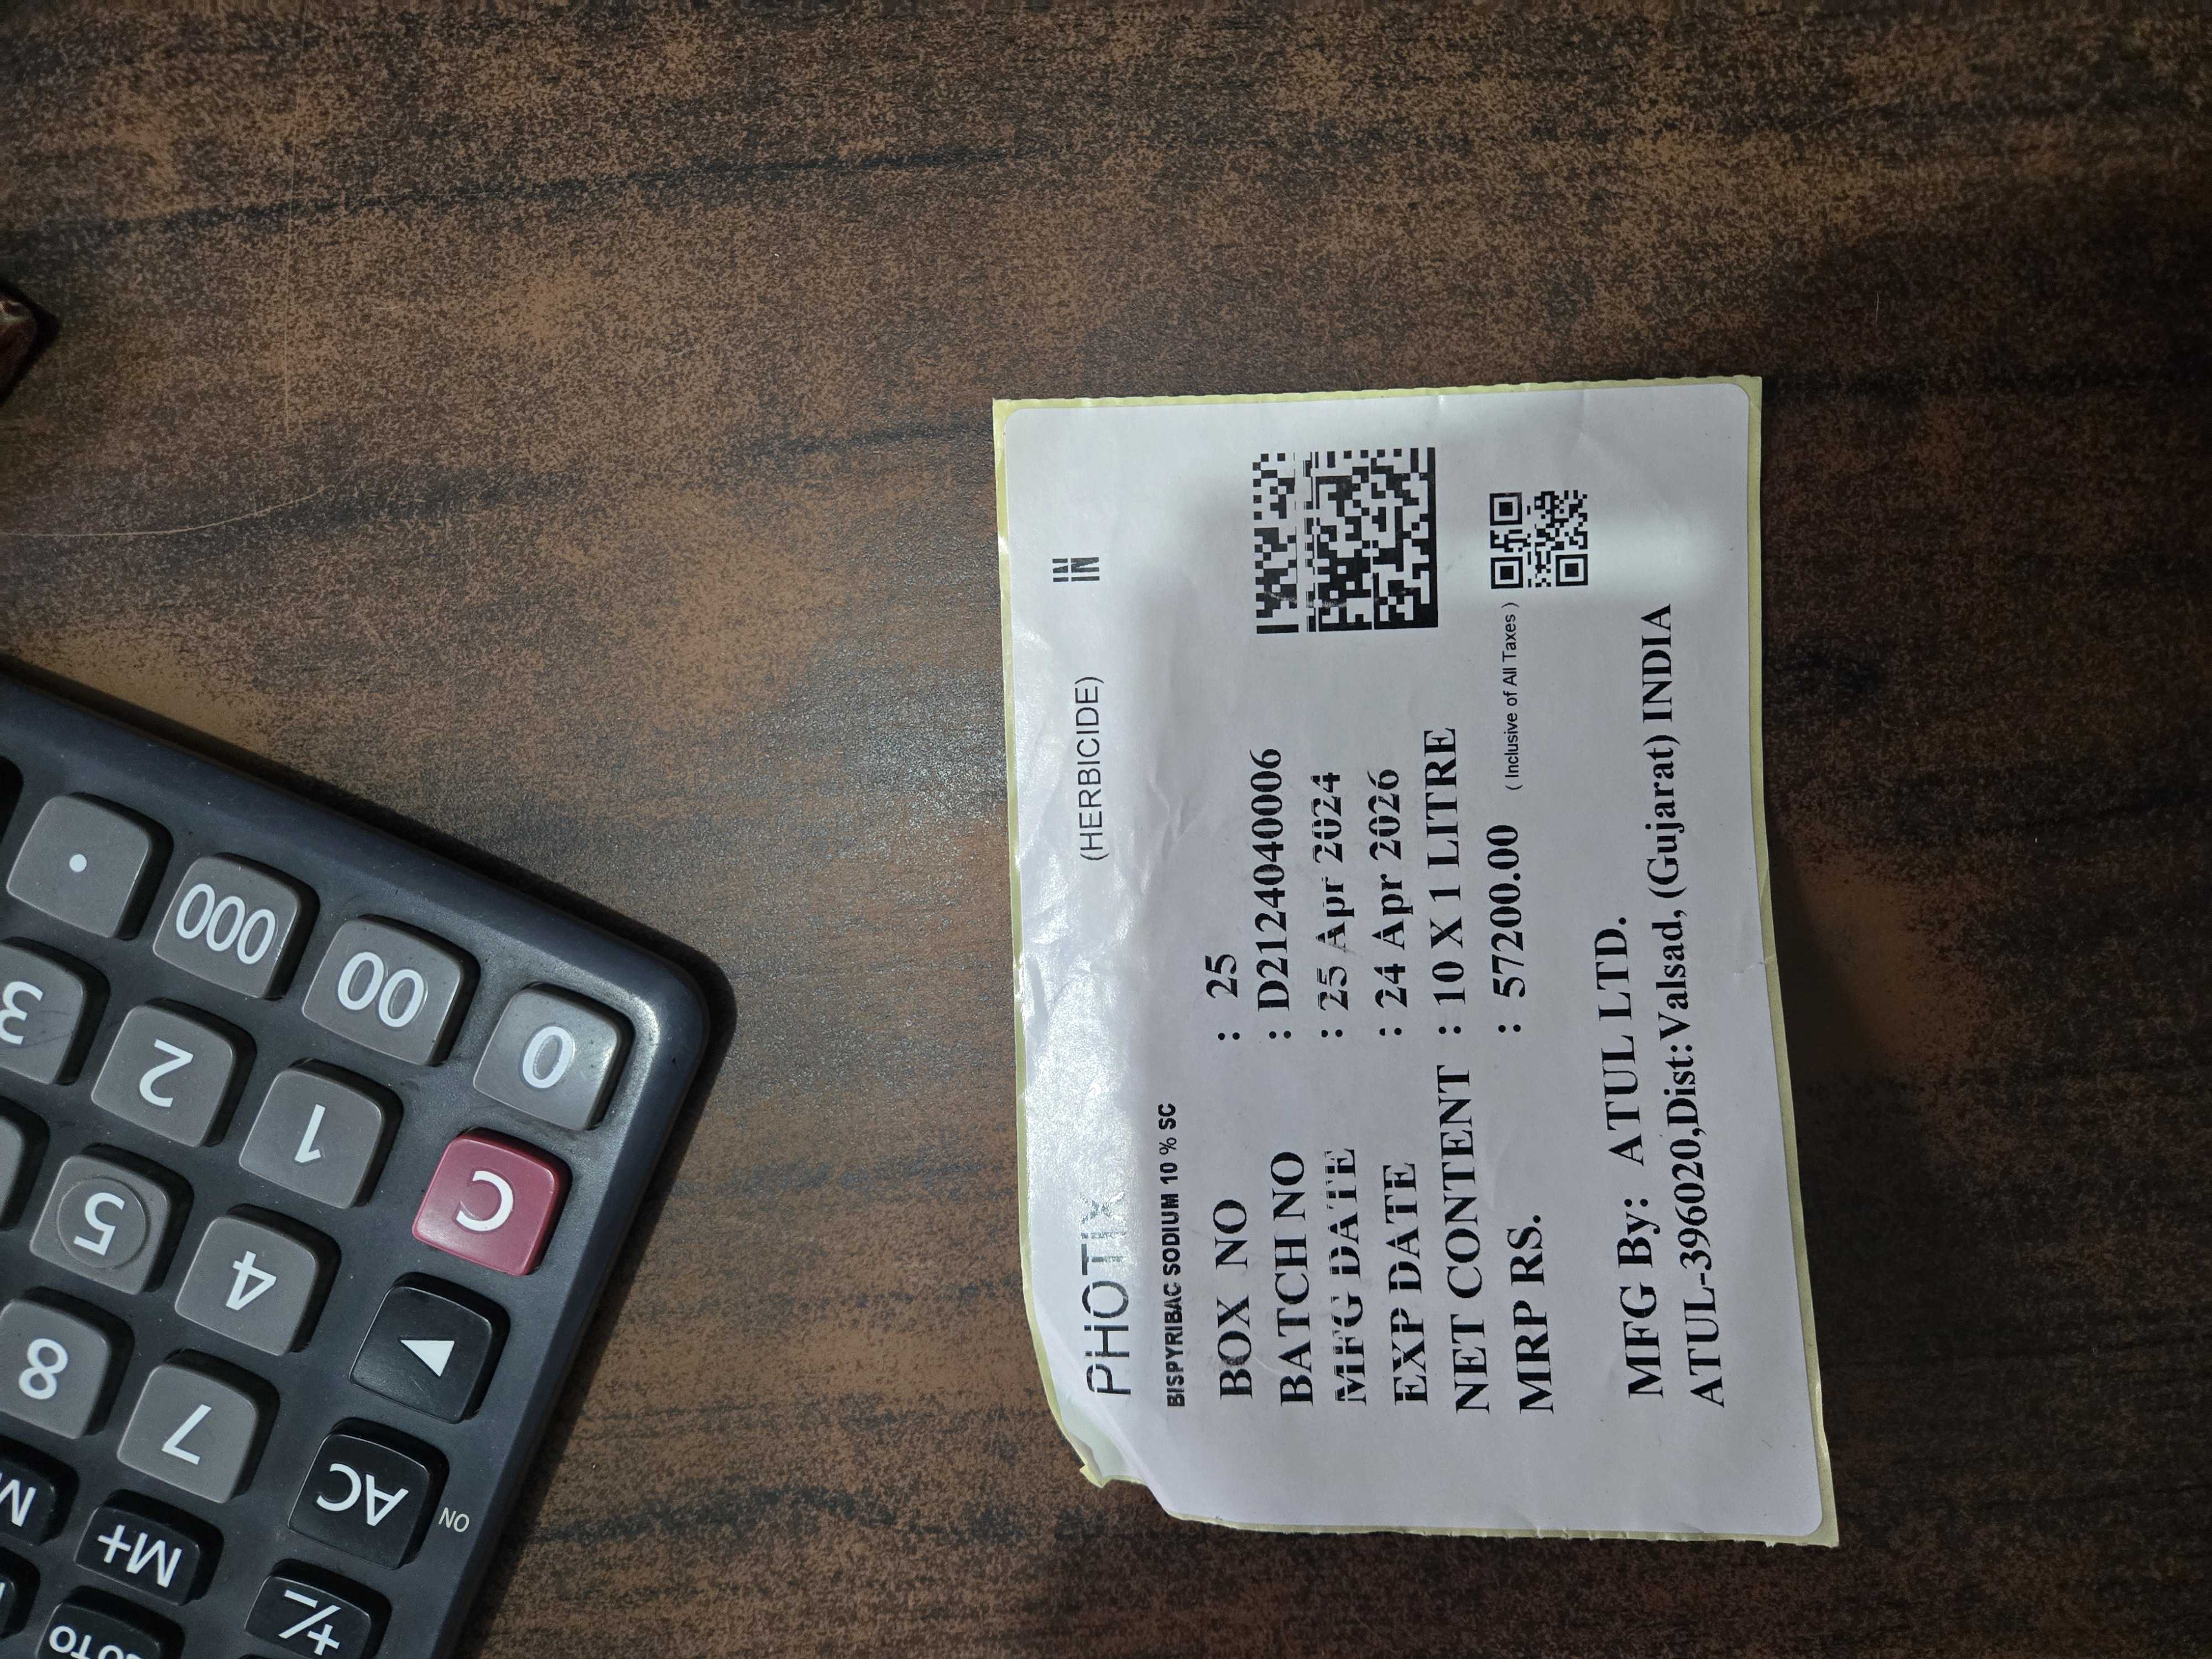 PHOTIX (HERBICIDE) IN
BISPYRIBAC SODIUM 10 % SC
BOX NO : 25
BATCH NO : D2124040006
MFG DATE : 25 Apr 2024
EXP DATE : 24 Apr 2026
NET CONTENT : 10 X 1 LITRE
MRP RS. : 57200.00 ( Inclusive of All Taxes )
MFG By: ATUL LTD.
ATUL-396020,Dist:Valsad, (Gujarat) INDIA
+/-
M+
AC
ON
▶
7
8
4
5
C
1
2
3
0
00
000
.